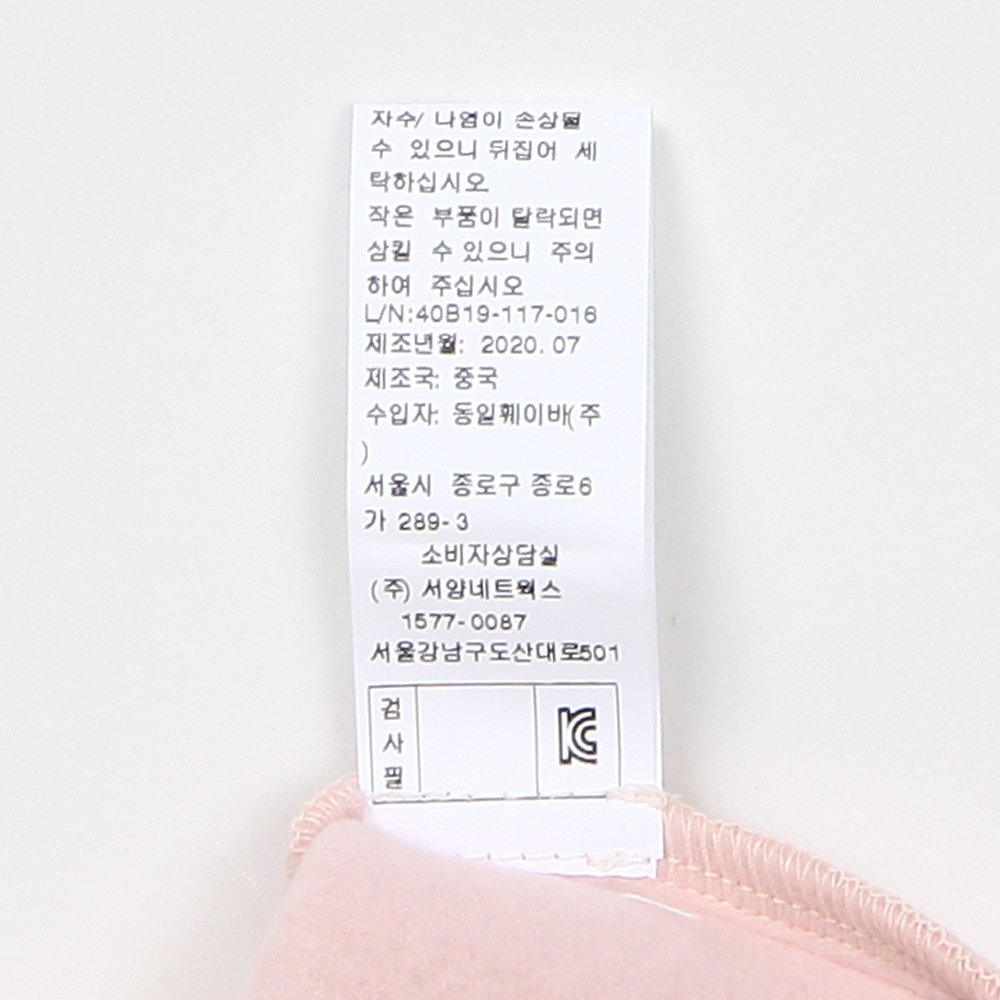 자수/ 나염이 손상될
수 있으니 뒤집어 세
탁하십시오.
작은 부품이 탈락되면
삼킬 수 있으니 주의
하여 주십시오
L/N:40B19-117-016
제조년월: 2020. 07
제조국: 중국
수입자: 동일훼이바(주
)
서울시 종로구 종로6
가 289-3
소비자상담실
(주) 서양네트웍스
1577-0087
서울강남구도산대로501
검
사
필
KC